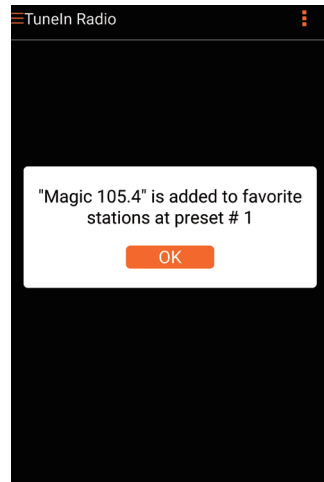 TuneIn Radio
"Magic 105.4" is added to favorite
stations at preset # 1
OK